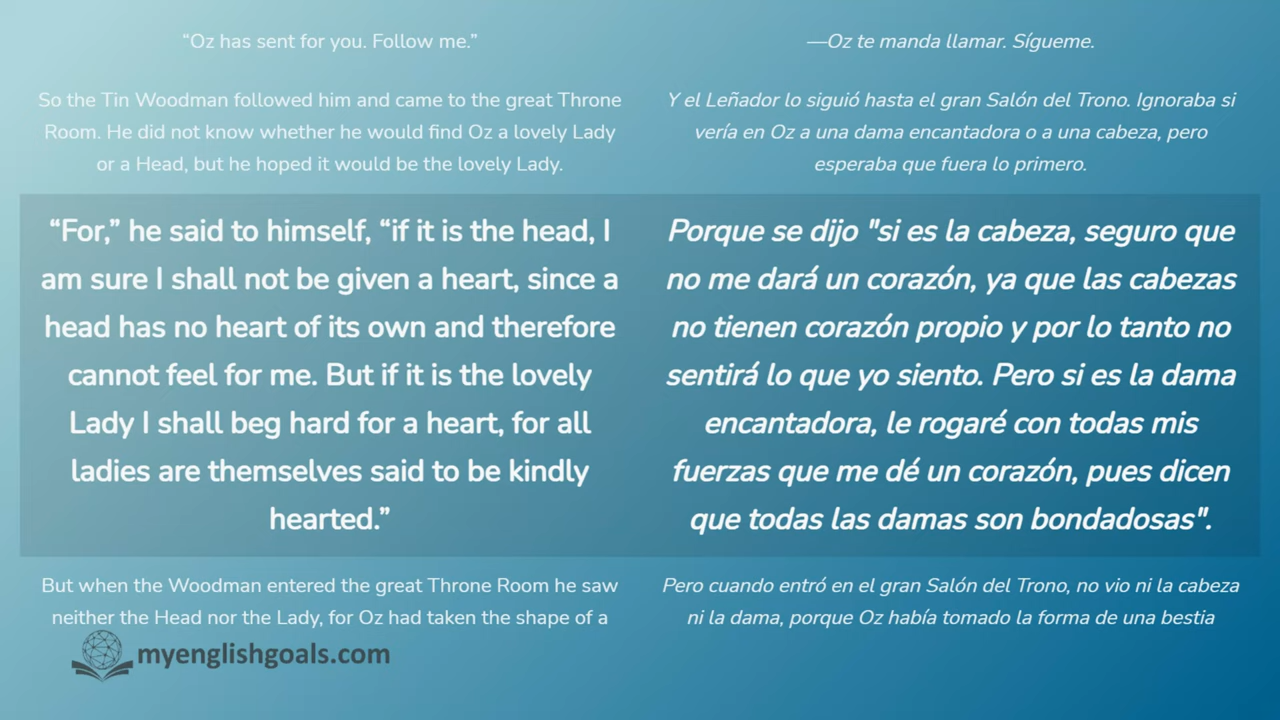 “Oz has sent for you. Follow me.”
So the Tin Woodman followed him and came to the great Throne
Room. He did not know whether he would find Oz a lovely Lady
or a Head, but he hoped it would be the lovely Lady.
“For,” he said to himself, “if it is the head, I
am sure I shall not be given a heart, since a
head has no heart of its own and therefore
cannot feel for me. But if it is the lovely
Lady I shall beg hard for a heart, for all
ladies are themselves said to be kindly
hearted.”
But when the Woodman entered the great Throne Room he saw
neither the Head nor the Lady, for Oz had taken the shape of a
—Oz te manda llamar. Sígueme.
Y el Leñador lo siguió hasta el gran Salón del Trono. Ignoraba si
vería en Oz a una dama encantadora o a una cabeza, pero
esperaba que fuera lo primero.
Porque se dijo "si es la cabeza, seguro que
no me dará un corazón, ya que las cabezas
no tienen corazón propio y por lo tanto no
sentirá lo que yo siento. Pero si es la dama
encantadora, le rogaré con todas mis
fuerzas que me dé un corazón, pues dicen
que todas las damas son bondadosas".
Pero cuando entró en el gran Salón del Trono, no vio ni la cabeza
ni la dama, porque Oz había tomado la forma de una bestia
myenglishgoals.com